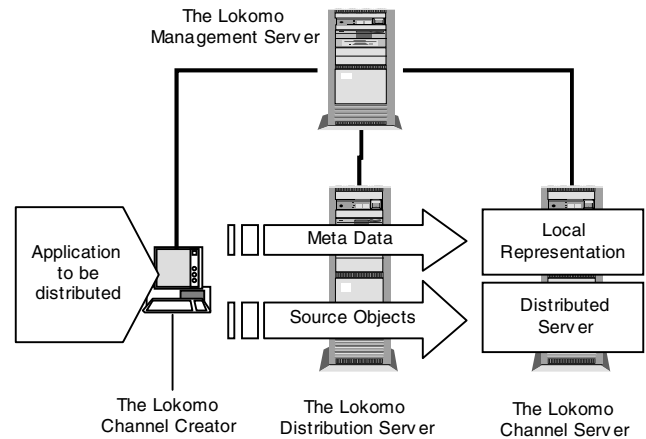 The Lokomo
Management Server
Application
to be
distributed
Meta Data
Source Objects
Local
Representation
Distributed
Server
The Lokomo
Channel Creator
The Lokomo
Distribution Server
The Lokomo
Channel Server